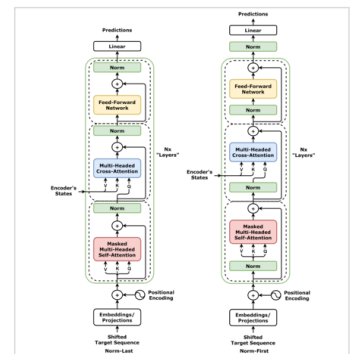 Predictions
Linear
Norm
+
Feed-Forward
Network
Norm
+
Multi-Headed
Cross-Attention
V K Q
Encoder's
States
Nx
"Layers"
Norm
+
Masked
Multi-Headed
Self-Attention
V K Q
+
Positional
Encoding
Embeddings/
Projections
Shifted
Target Sequence
Norm-Last
Predictions
Linear
Norm
+
Feed-Forward
Network
Norm
+
Multi-Headed
Cross-Attention
V K Q
Encoder's
States
Nx
"Layers"
Norm
+
Masked
Multi-Headed
Self-Attention
V K Q
Norm
+
Positional
Encoding
Embeddings/
Projections
Shifted
Target Sequence
Norm-First